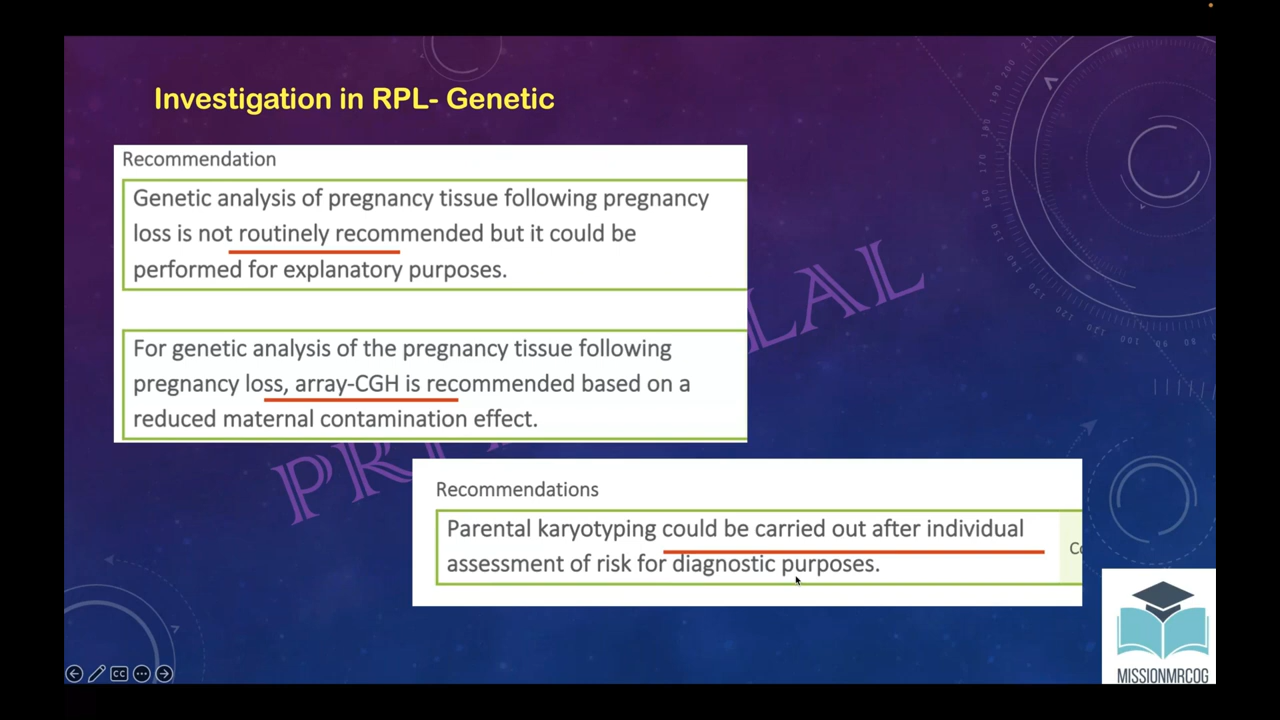 Investigation in RPL- Genetic
Recommendation
Genetic analysis of pregnancy tissue following pregnancy
loss is not routinely recommended but it could be
performed for explanatory purposes.
For genetic analysis of the pregnancy tissue following
pregnancy loss, array-CGH is recommended based on a
reduced maternal contamination effect.
Recommendations
Parental karyotyping could be carried out after individual
assessment of risk for diagnostic purposes.
MISSIONMRCOG